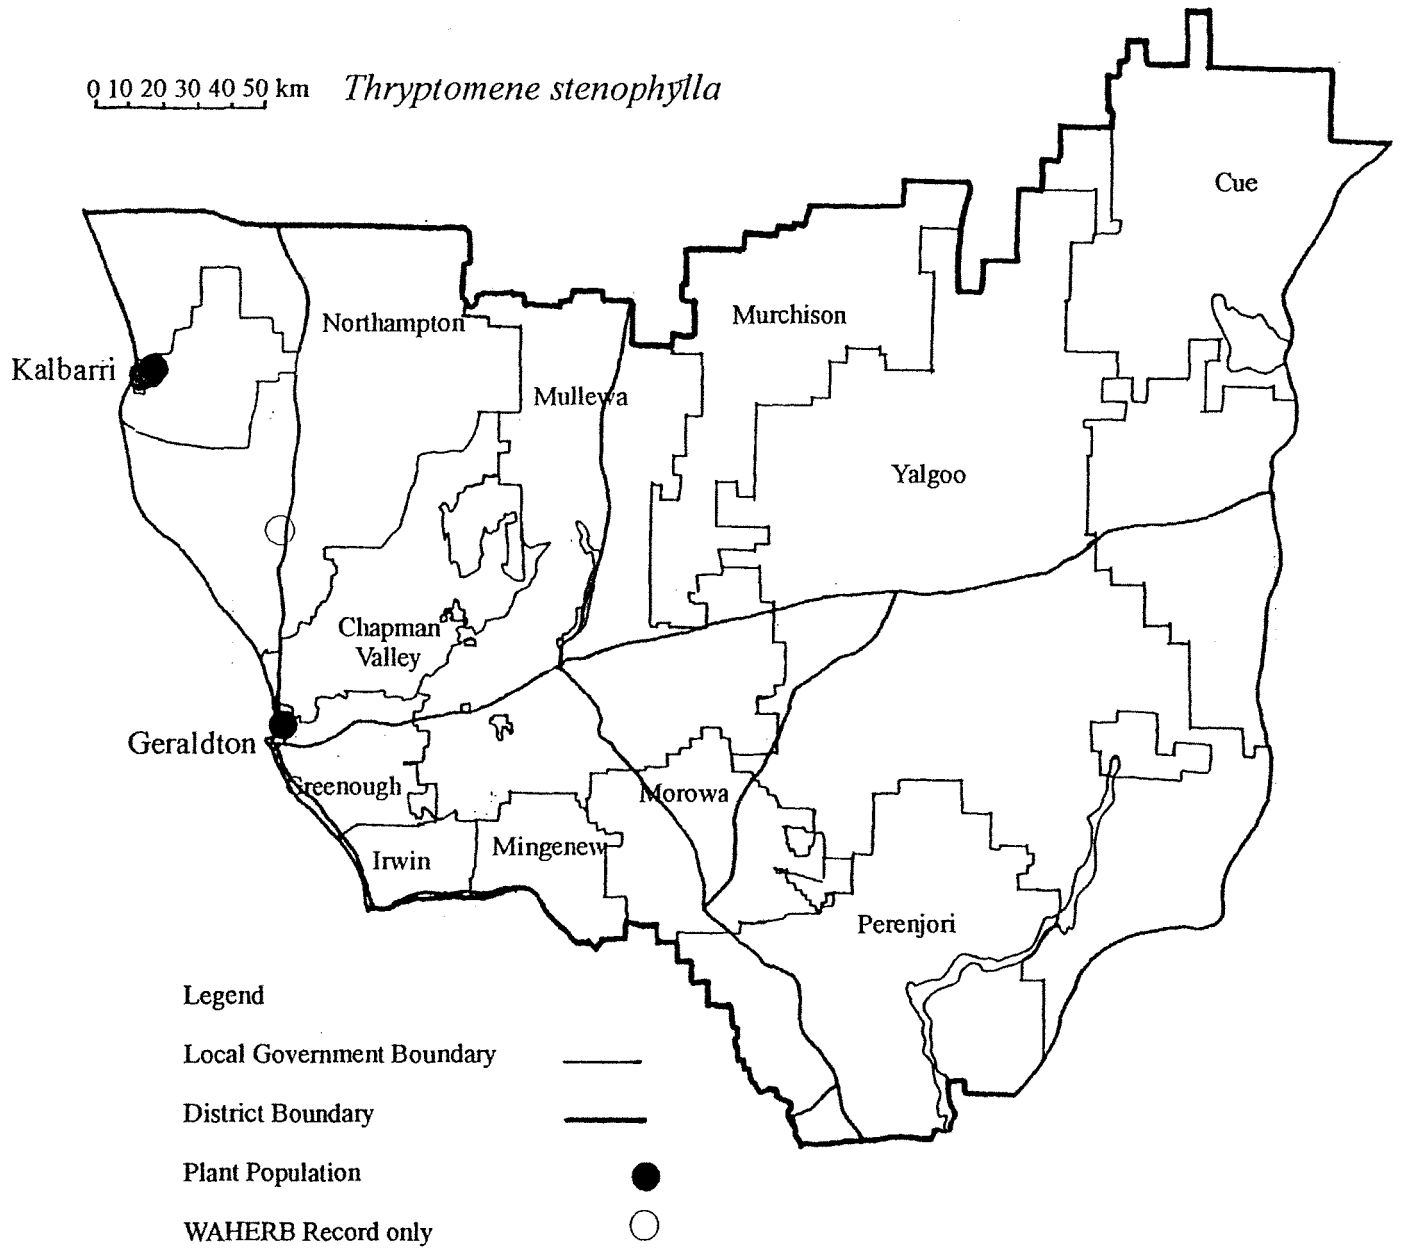 0 10 20 30 40 50 km
Thryptomene stenophylla
Cue
Northampton
Murchison
Kalbarri
Mullewa
Yalgoo
Chapman
Valley
Geraldton
Greenough
Morowa
Irwin
Mingenew
Perenjori
Legend
Local Government Boundary
District Boundary
Plant Population
WAHERB Record only